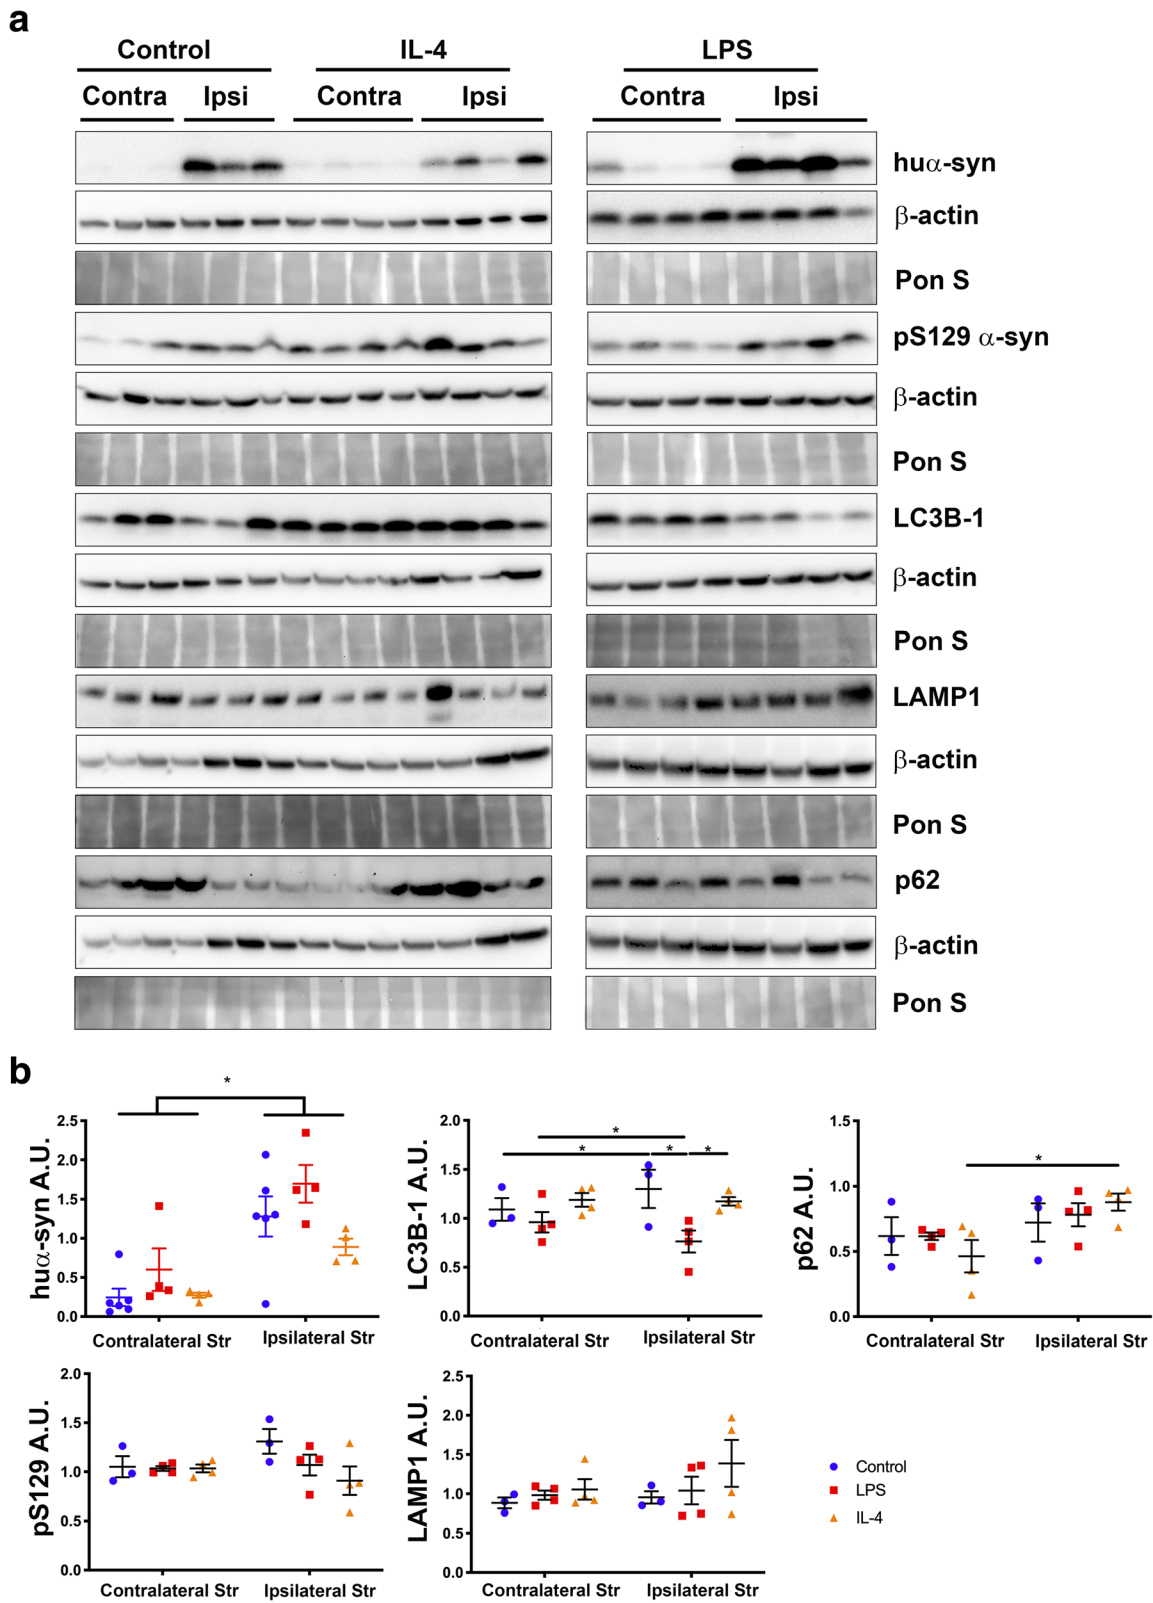 a
Control IL-4 LPS
Contra Ipsi Contra Ipsi Contra Ipsi
huα-syn
β-actin
Pon S
pS129 α-syn
β-actin
Pon S
LC3B-1
β-actin
Pon S
LAMP1
β-actin
Pon S
p62
β-actin
Pon S
b
huα-syn A.U.
2.5
2.0
1.5
1.0
0.5
0.0
*
Contralateral Str Ipsilateral Str
LC3B-1 A.U.
2.0
1.5
1.0
0.5
0.0
*
* * *
Contralateral Str Ipsilateral Str
p62 A.U.
1.5
1.0
0.5
0.0
*
Contralateral Str Ipsilateral Str
pS129 A.U.
2.0
1.5
1.0
0.5
0.0
Contralateral Str Ipsilateral Str
LAMP1 A.U.
2.5
2.0
1.5
1.0
0.5
0.0
Contralateral Str Ipsilateral Str
Control
LPS
IL-4